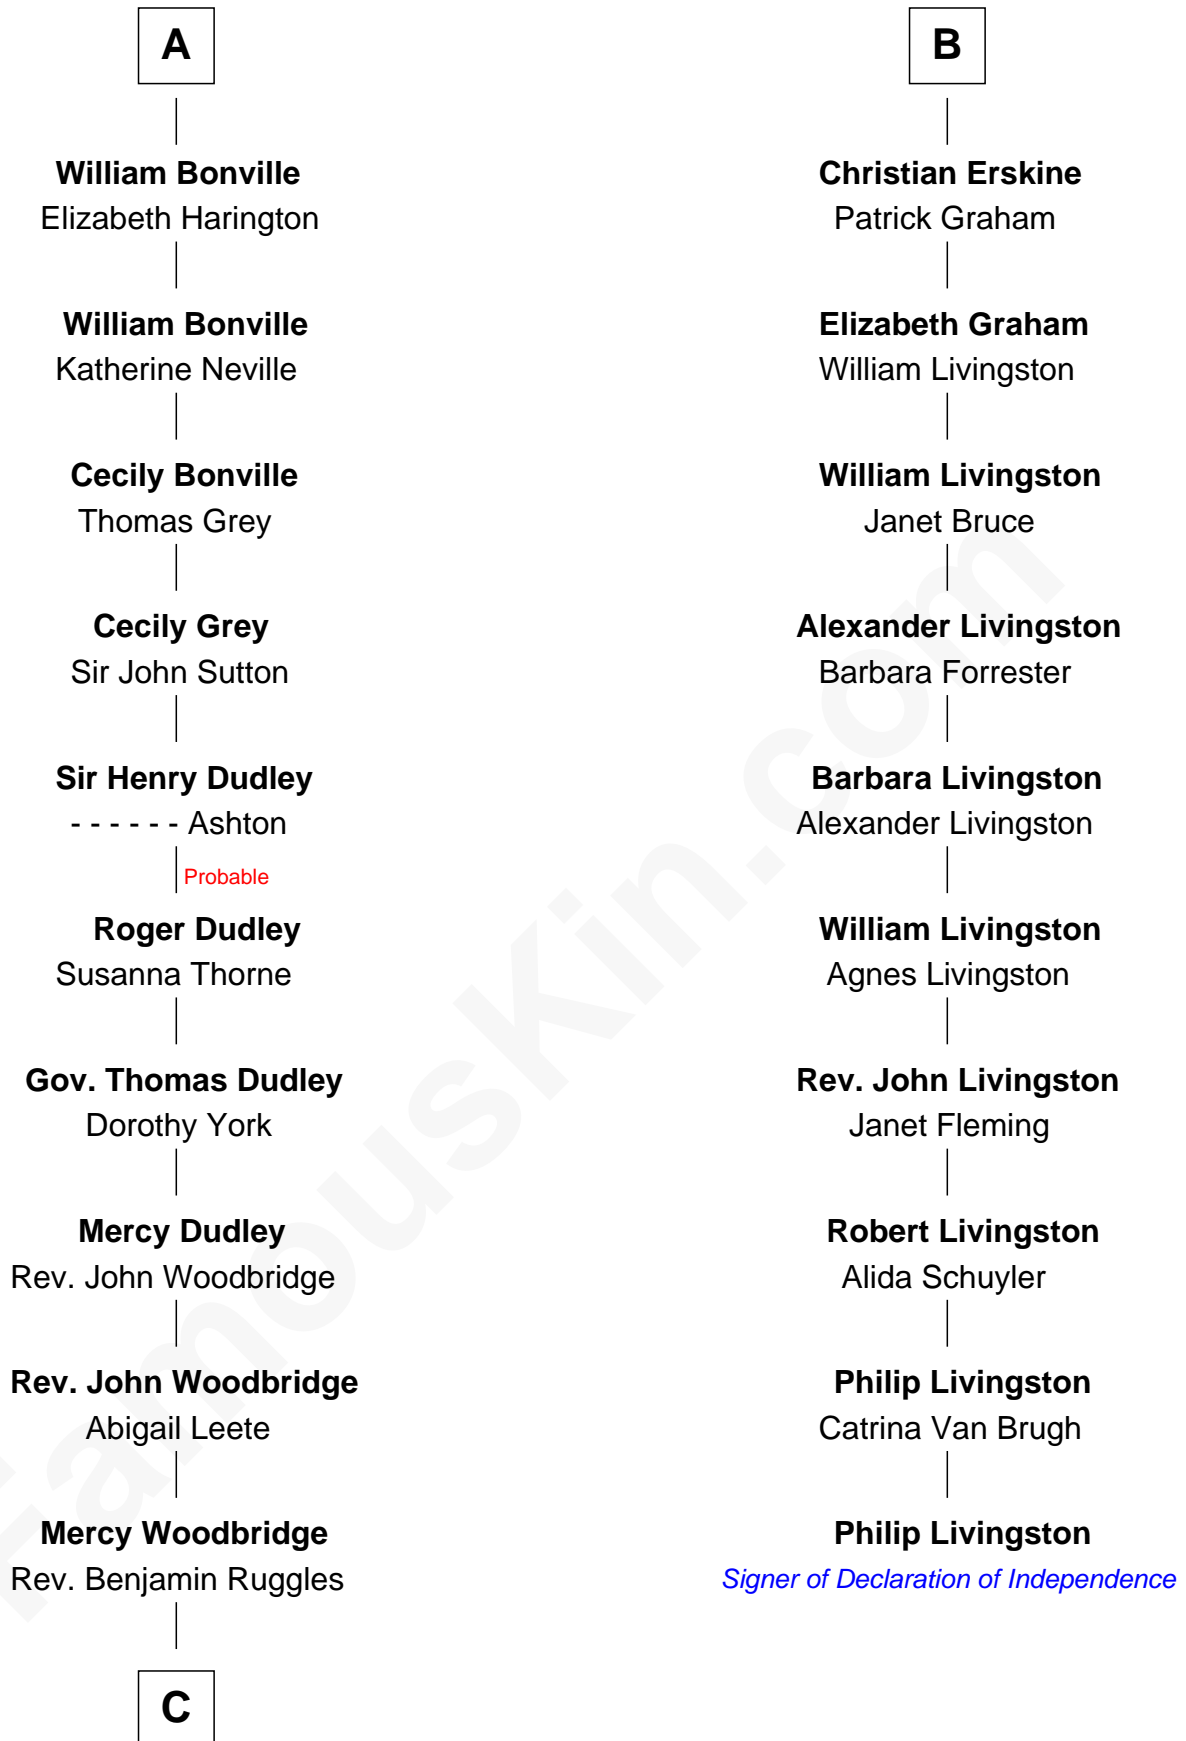 A
William Bonville
Elizabeth Harington
William Bonville
Katherine Neville
Cecily Bonville
Thomas Grey
Cecily Grey
Sir John Sutton
Sir Henry Dudley
- - - - - - Ashton
Probable
Roger Dudley
Susanna Thorne
Gov. Thomas Dudley
Dorothy York
Mercy Dudley
Rev. John Woodbridge
Rev. John Woodbridge
Abigail Leete
Mercy Woodbridge
Rev. Benjamin Ruggles
C
B
Christian Erskine
Patrick Graham
Elizabeth Graham
William Livingston
William Livingston
Janet Bruce
Alexander Livingston
Barbara Forrester
Barbara Livingston
Alexander Livingston
William Livingston
Agnes Livingston
Rev. John Livingston
Janet Fleming
Robert Livingston
Alida Schuyler
Philip Livingston
Catrina Van Brugh
Philip Livingston
Signer of Declaration of Independence
FamousKin.com